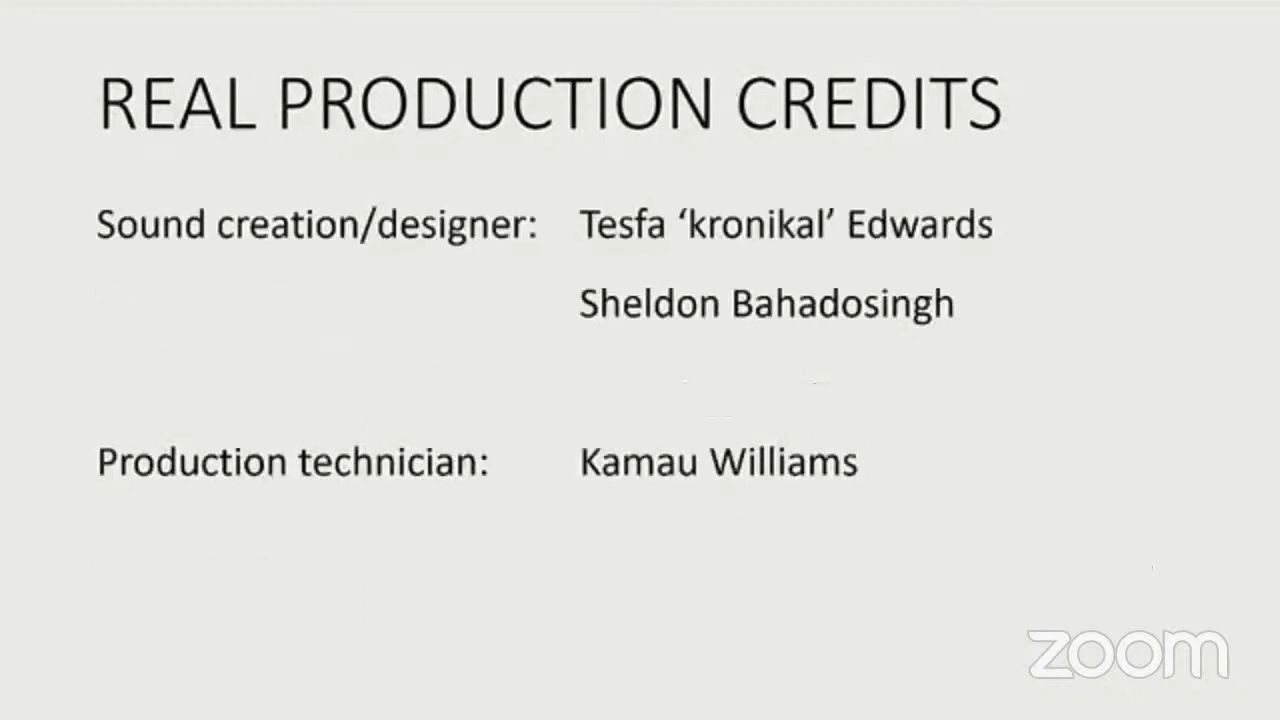 REAL PRODUCTION CREDITS
Sound creation/designer: Tesfa ‘kronikal’ Edwards
Sheldon Bahadosingh
Production technician: Kamau Williams
zoom